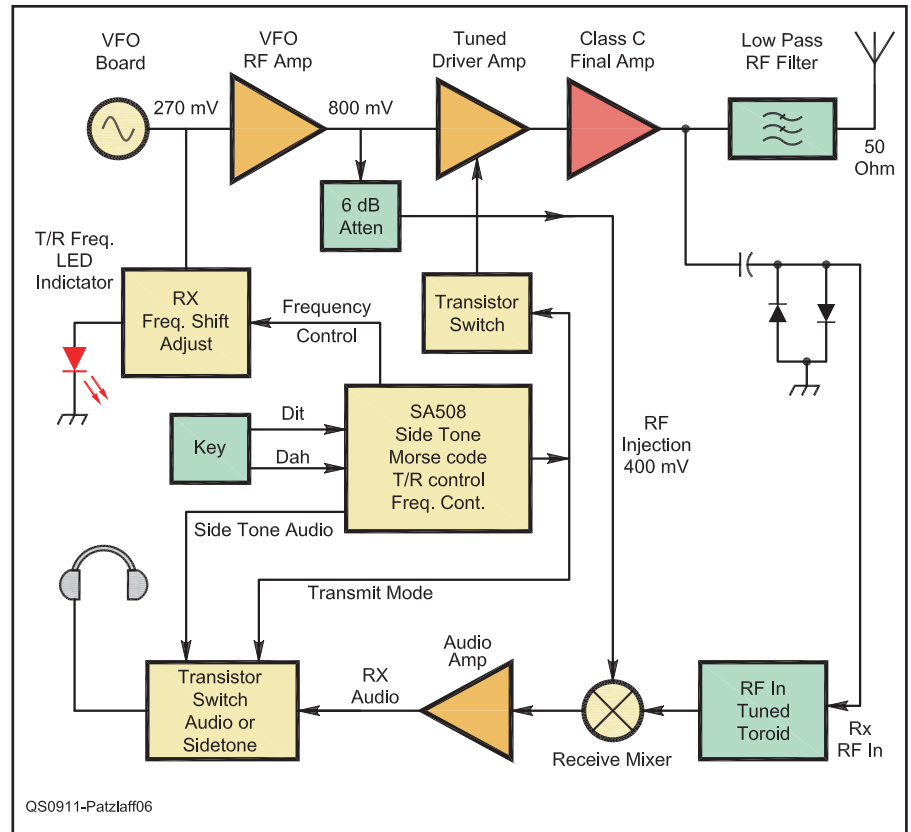 VFO
Board
VFO
RF Amp
Tuned
Driver Amp
Class C
Final Amp
Low Pass
RF Filter
270 mV
800 mV
50
Ohm
6 dB
Atten
T/R Freq.
LED
Indictator
RX
Freq. Shift
Adjust
Frequency
Control
Transistor
Switch
Key
Dit
Dah
SA508
Side Tone
Morse code
T/R control
Freq. Cont.
RF
Injection
400 mV
Side Tone Audio
Transmit Mode
Transistor
Switch
Audio or
Sidetone
RX
Audio
Audio
Amp
Receive Mixer
RF In
Tuned
Toroid
Rx
RF In
QS0911-Patzlaff06